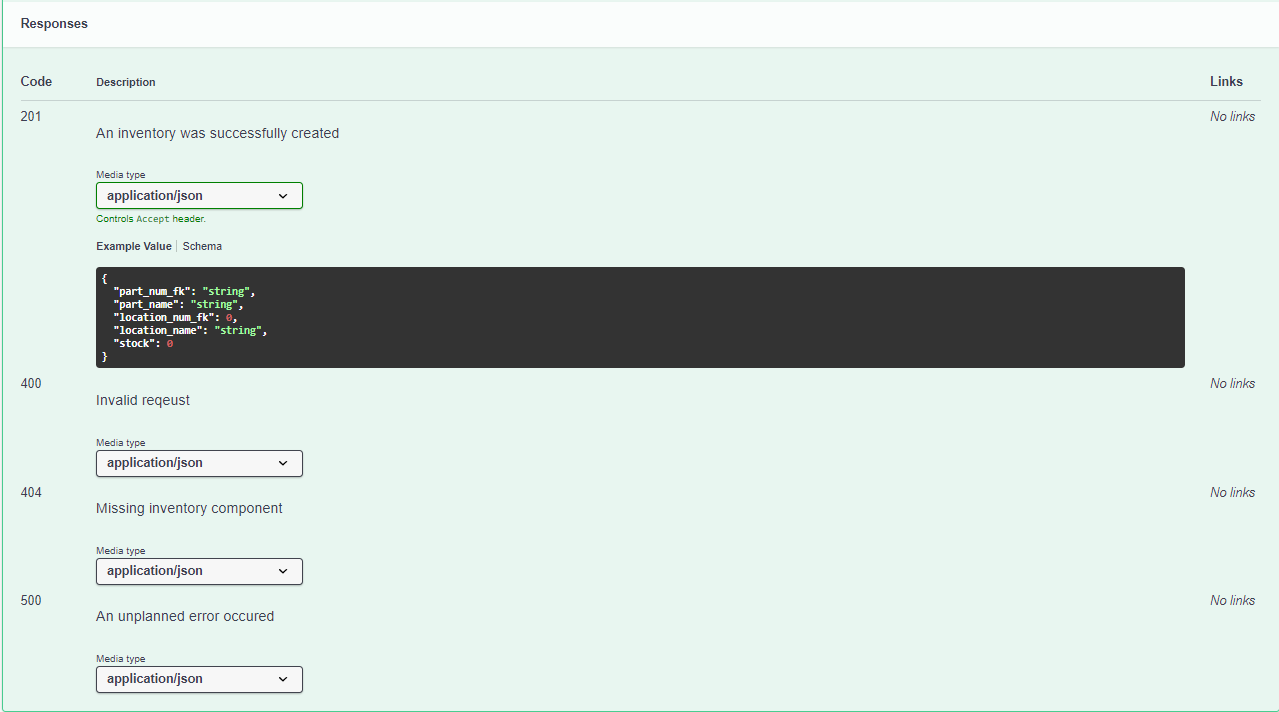 Responses
Code Description Links
201 No links
An inventory was successfully created
Media type
application/json
Controls Accept header.
Example Value | Schema
{
  "part_num_fk": "string",
  "part_name": "string",
  "location_num_fk": 0,
  "location_name": "string",
  "stock": 0
}
400 No links
Invalid reqeust
Media type
application/json
404 No links
Missing inventory component
Media type
application/json
500 No links
An unplanned error occured
Media type
application/json